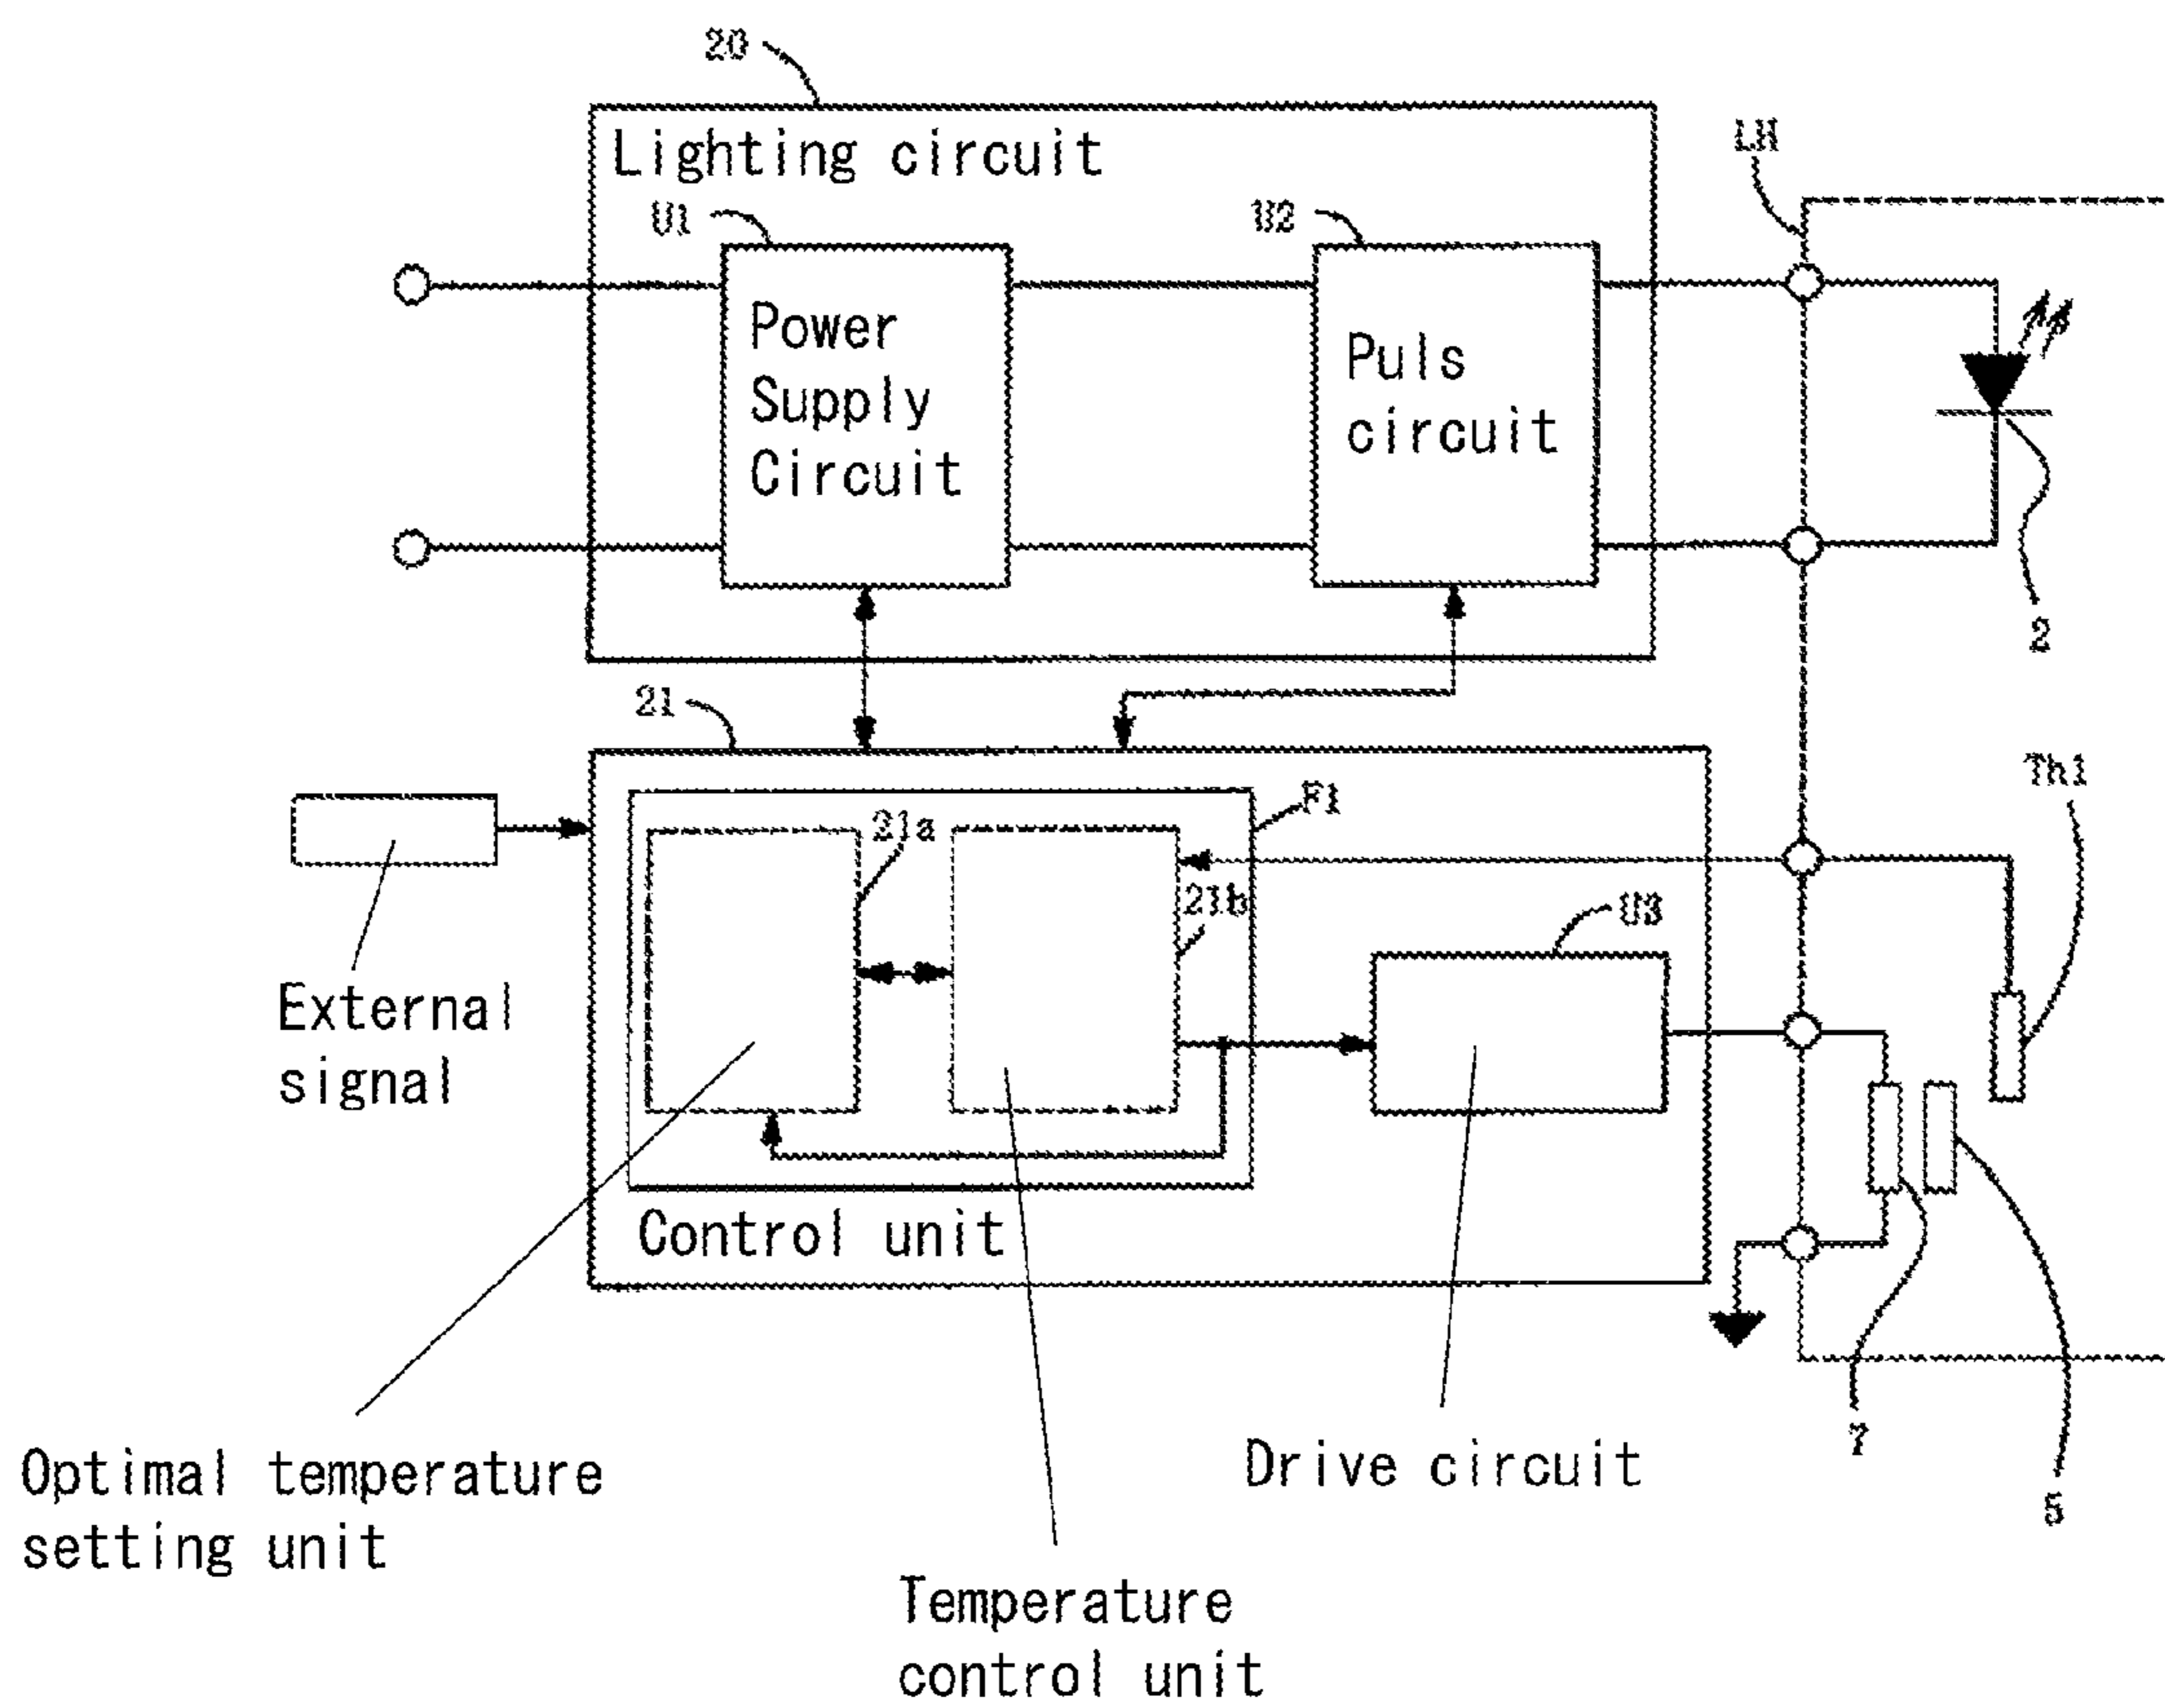 20
Lighting circuit
LH
U1
U2
Power
Supply
Circuit
Puls
circuit
2
21
Th1
F1
21a
21b
U3
External
signal
Control unit
7
5
Optimal temperature
setting unit
Drive circuit
Temperature
control unit